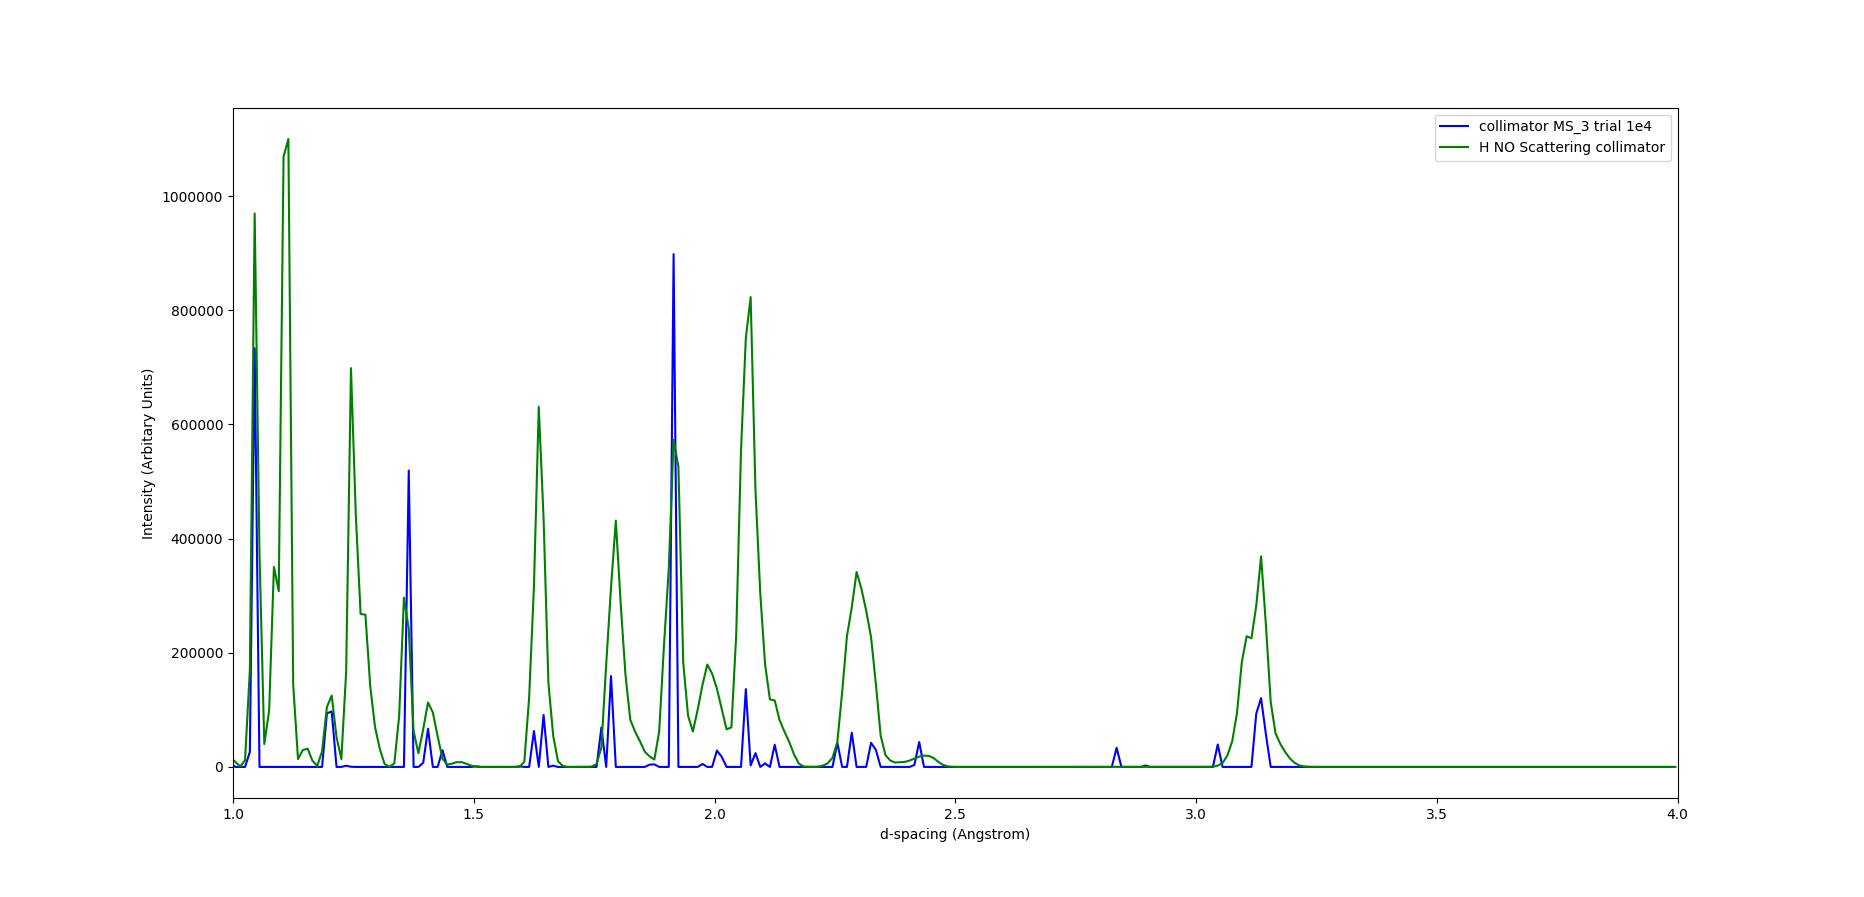 collimator MS_3 trial 1e4
H NO Scattering collimator
1000000
800000
600000
400000
200000
0
Intensity (Arbitary Units)
1.0 1.5 2.0 2.5 3.0 3.5 4.0
d-spacing (Angstrom)